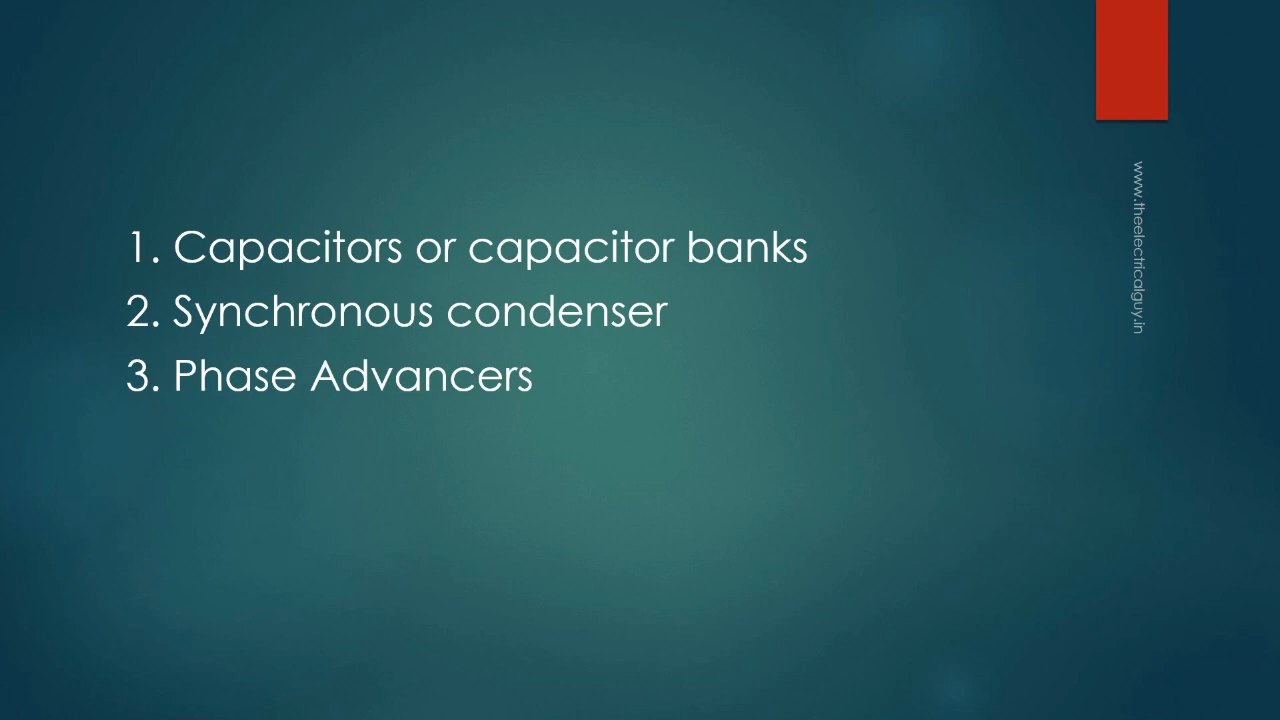 1. Capacitors or capacitor banks
2. Synchronous condenser
3. Phase Advancers
www.theelectricalguy.in